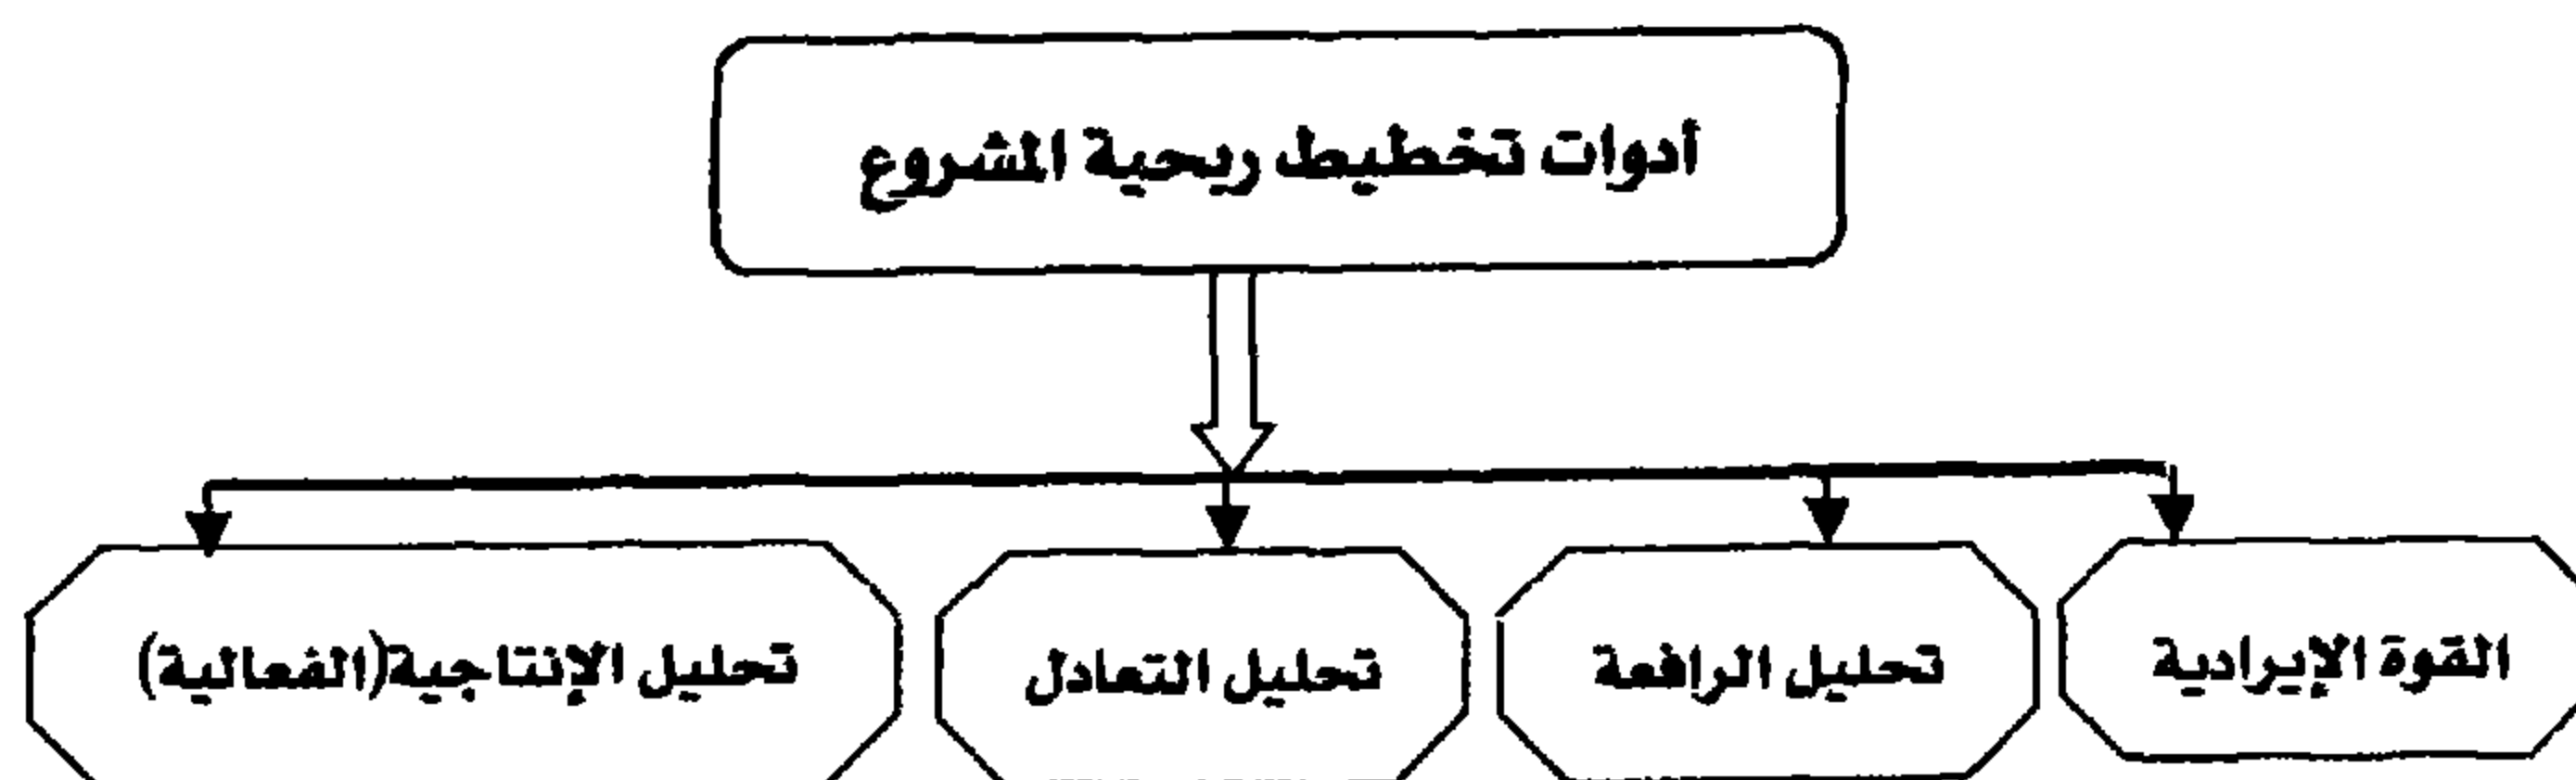 أدوات تخطيط ربحية المشروع
القوة الإيرادية
تحليل الرافعة
تحليل التعادل
تحليل الإنتاجية(الفعالية)